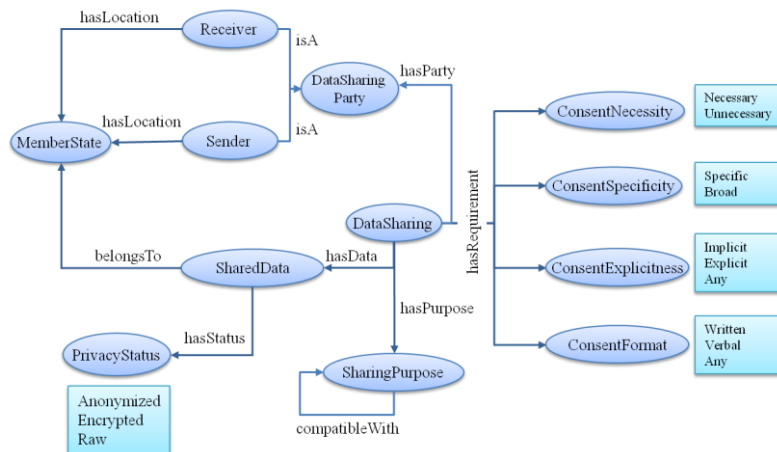 hasLocation
Receiver
isA
DataSharing
Party
hasParty
hasLocation
MemberState
Sender
isA
ConsentNecessity
Necessary
Unnecessary
ConsentSpecificity
Specific
Broad
DataSharing
hasRequirement
belongsTo
SharedData
hasData
ConsentExplicitness
Implicit
Explicit
Any
hasPurpose
hasStatus
PrivacyStatus
ConsentFormat
Written
Verbal
Any
SharingPurpose
Anonymized
Encrypted
Raw
compatibleWith